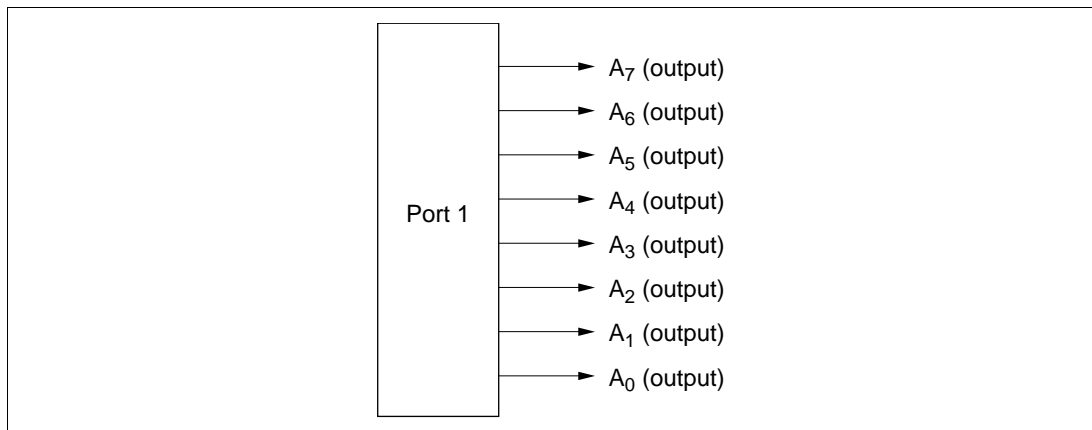 A7 (output)
A6 (output)
A5 (output)
A4 (output)
Port 1
A3 (output)
A2 (output)
A1 (output)
A0 (output)